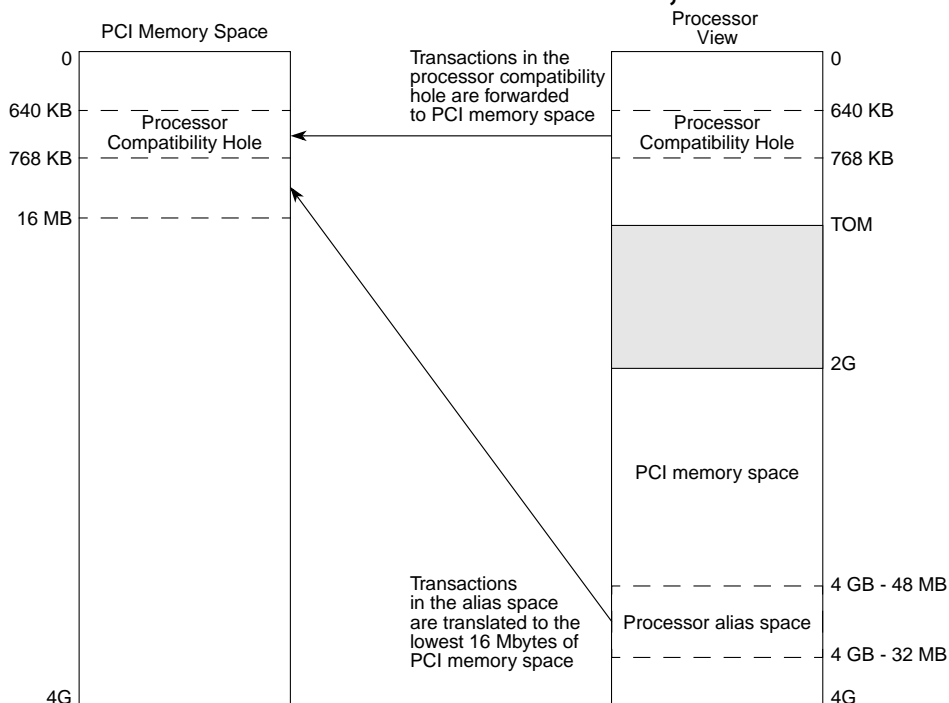 Processor
View
PCI Memory Space
0
640 KB
Processor
Compatibility Hole
768 KB
16 MB
4G
Transactions in the
processor compatibility
hole are forwarded
to PCI memory space
Transactions
in the alias space
are translated to the
lowest 16 Mbytes of
PCI memory space
0
640 KB
Processor
Compatibility Hole
768 KB
TOM
2G
PCI memory space
4 GB - 48 MB
Processor alias space
4 GB - 32 MB
4G